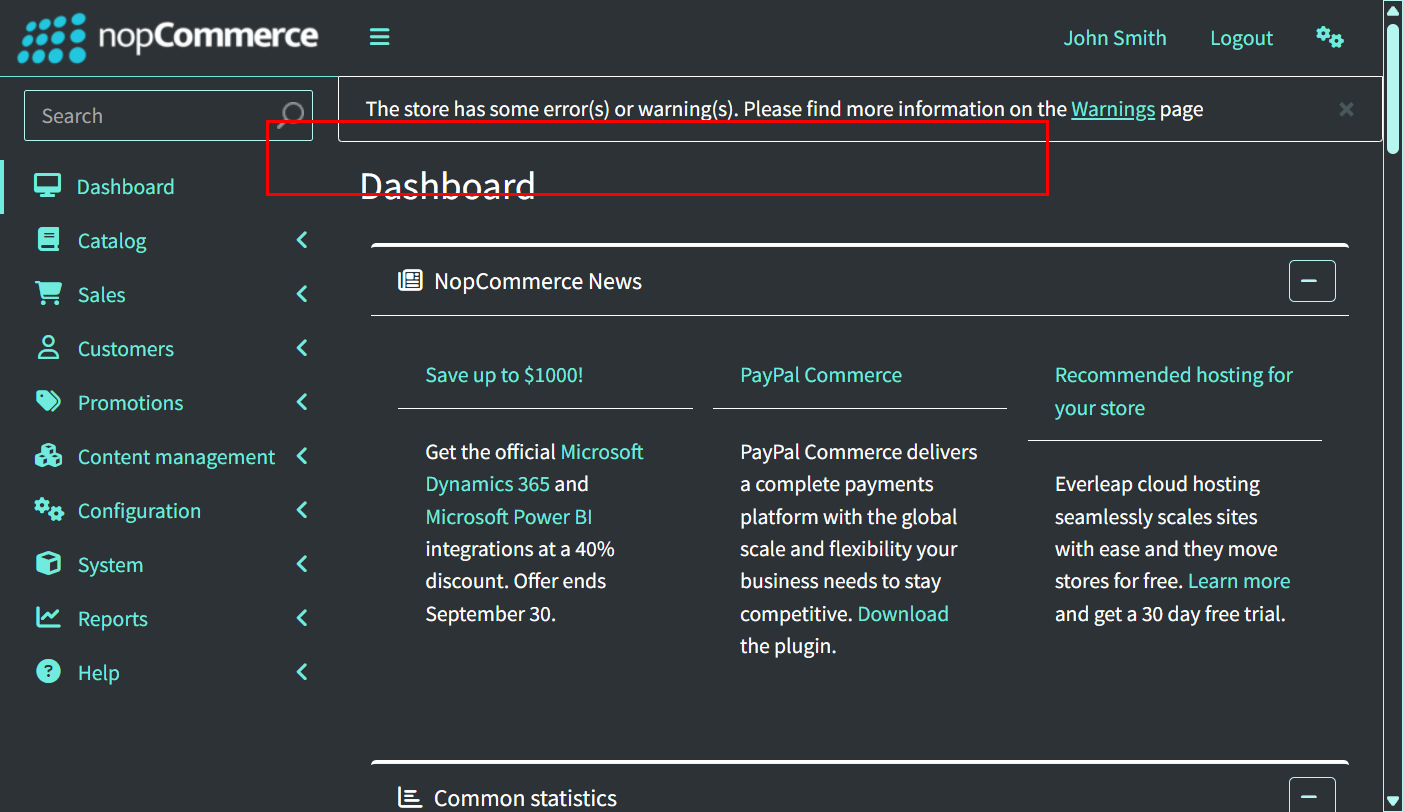 nopCommerce
John Smith
Logout
Search
The store has some error(s) or warning(s). Please find more information on the Warnings page
Dashboard
Catalog
Sales
Customers
Promotions
Content management
Configuration
System
Reports
Help
Dashboard
NopCommerce News
Save up to $1000!
Get the official Microsoft
Dynamics 365 and
Microsoft Power BI
integrations at a 40%
discount. Offer ends
September 30.
PayPal Commerce
PayPal Commerce delivers
a complete payments
platform with the global
scale and flexibility your
business needs to stay
competitive. Download
the plugin.
Recommended hosting for
your store
Everleap cloud hosting
seamlessly scales sites
with ease and they move
stores for free. Learn more
and get a 30 day free trial.
Common statistics